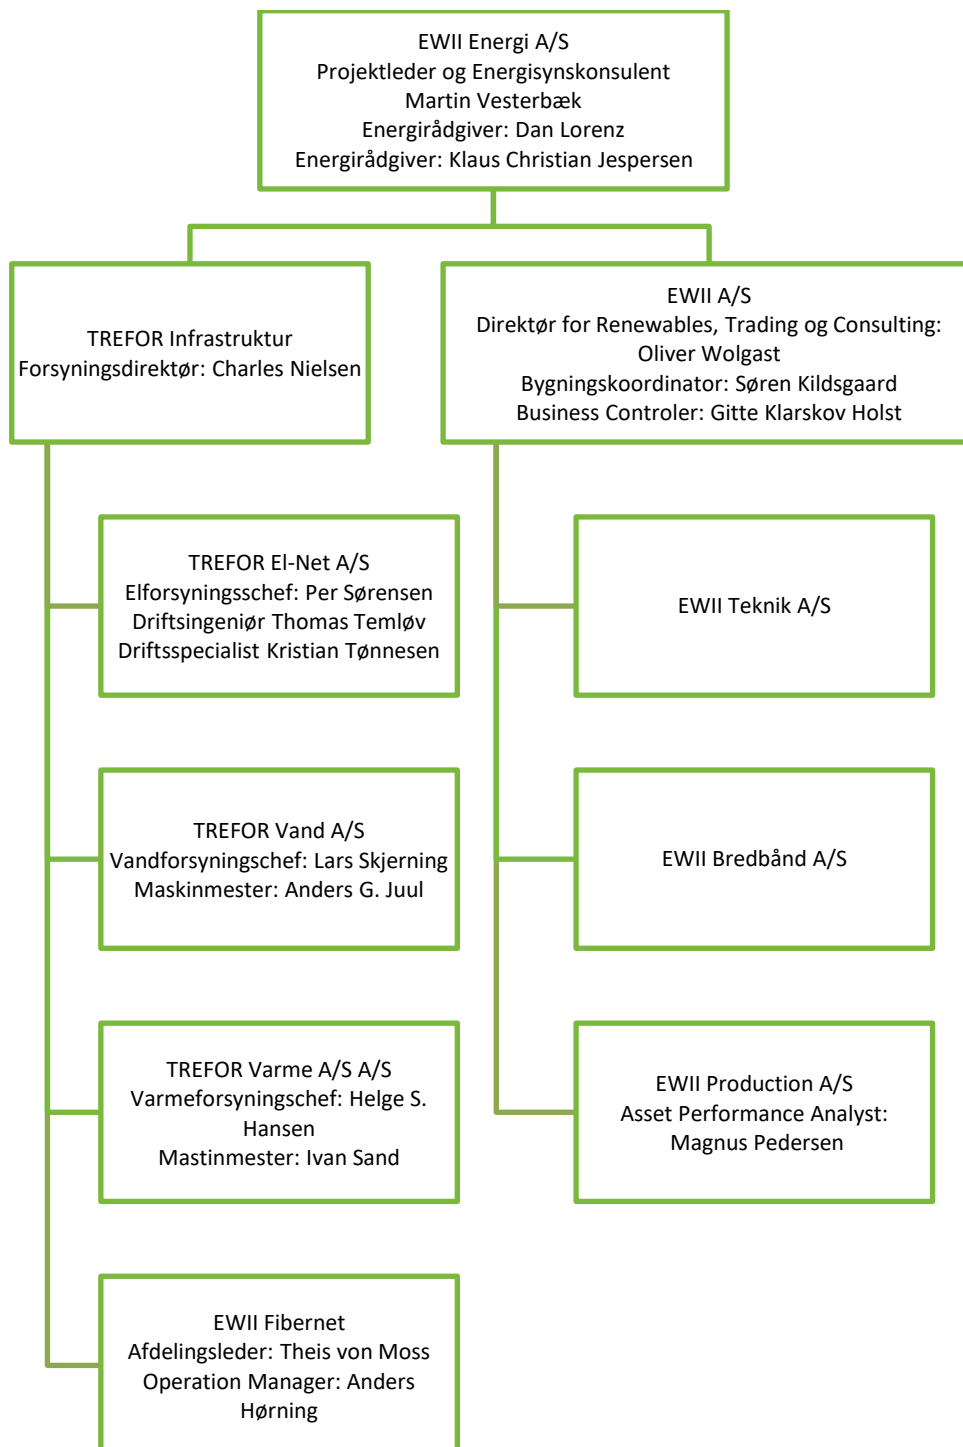 EWII Energi A/S
Projektleder og Energisynskonsulent
Martin Vesterbæk
Energirådgiver: Dan Lorenz
Energirådgiver: Klaus Christian Jespersen
TREFOR Infrastruktur
Forsyningsdirektør: Charles Nielsen
EWII A/S
Direktør for Renewables, Trading og Consulting:
Oliver Wolgast
Bygningskoordinator: Søren Kildsgaard
Business Controler: Gitte Klarskov Holst
TREFOR El-Net A/S
Elforsyningsschef: Per Sørensen
Driftsingeniør Thomas Temløv
Driftsspecialist Kristian Tønnesen
TREFOR Vand A/S
Vandforsyningschef: Lars Skjerning
Maskinmester: Anders G. Juul
TREFOR Varme A/S A/S
Varmeforsyningschef: Helge S.
Hansen
Mastinmester: Ivan Sand
EWII Fibernet
Afdelingsleder: Theis von Moss
Operation Manager: Anders
Hørning
EWII Teknik A/S
EWII Bredbånd A/S
EWII Production A/S
Asset Performance Analyst:
Magnus Pedersen